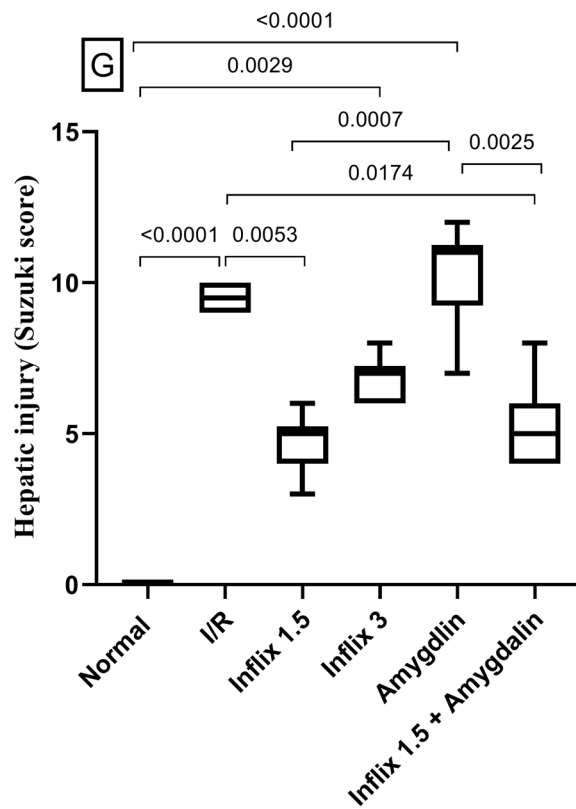 <0.0001
G
0.0029
0.0007
0.0025
0.0174
<0.0001
0.0053
Hepatic injury (Suzuki score)
15
10
5
0
Normal
I/R
Inflix 1.5
Inflix 3
Amygdlin
Inflix 1.5 + Amygdalin